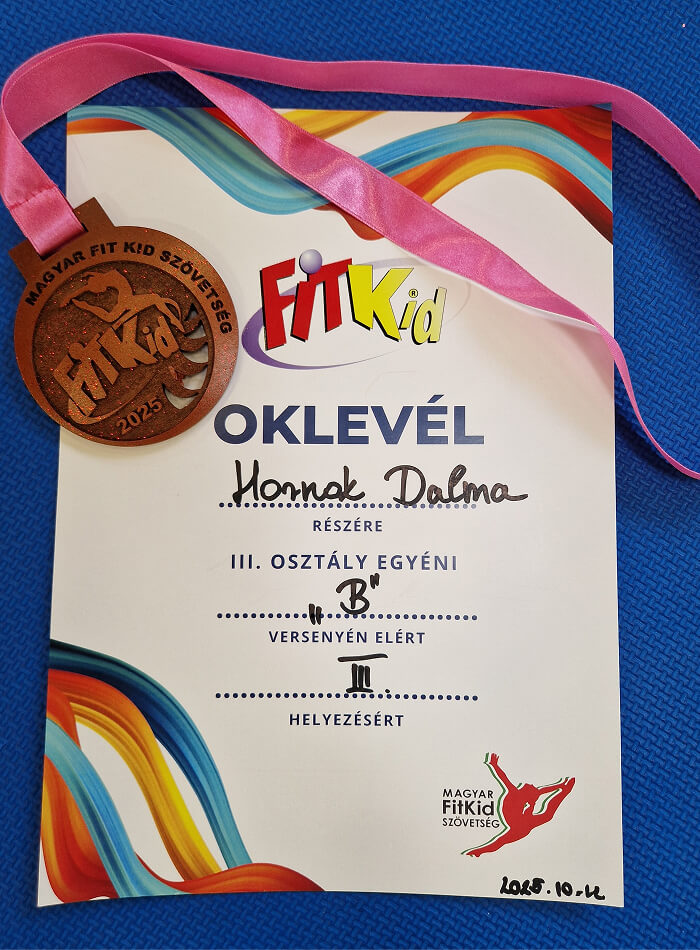 MAGYAR FIT KID SZÖVETSÉG
FiTKid
2025
FiTKid®
OKLEVÉL
Hornak Dalma
RÉSZÉRE
III. OSZTÁLY EGYÉNI
„B”
VERSENYÉN ELÉRT
III.
HELYEZÉSÉRT
MAGYAR
FitKid
SZÖVETSÉG
2025.10.12